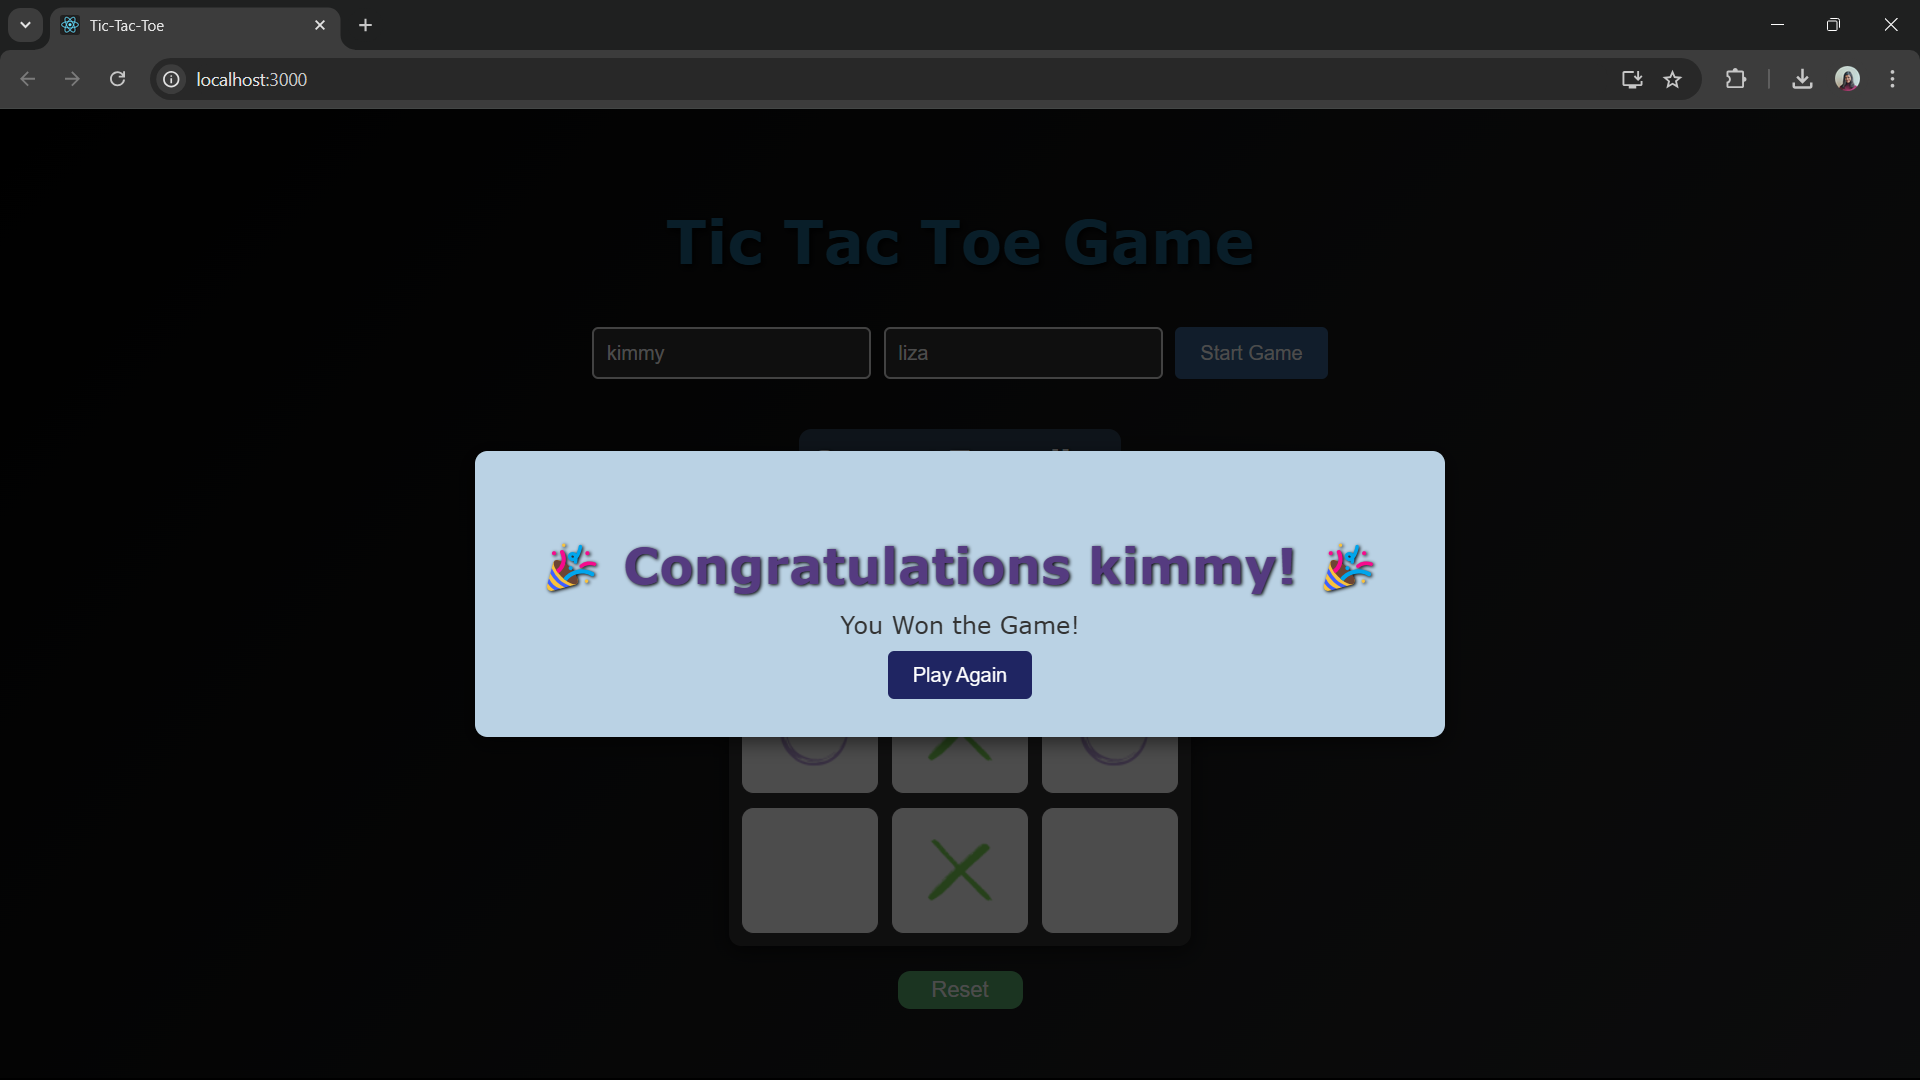 Tic-Tac-Toe
localhost:3000
Tic Tac Toe Game
kimmy
liza
Start Game
🎉 Congratulations kimmy! 🎉
You Won the Game!
Play Again
Reset